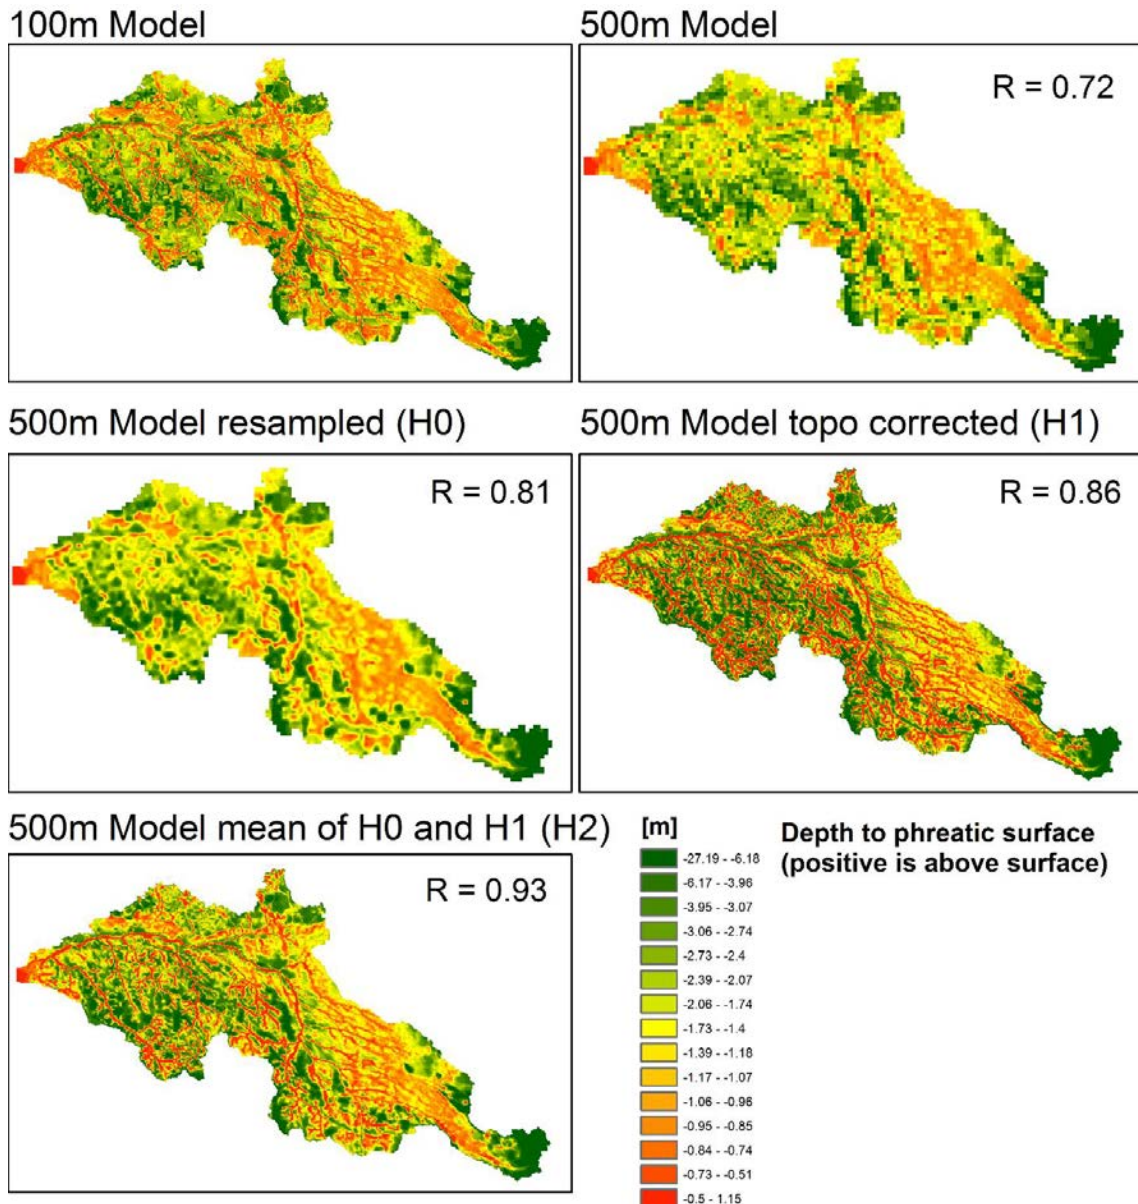 100m Model
500m Model
R = 0.72
500m Model resampled (H0)
500m Model topo corrected (H1)
R = 0.81
R = 0.86
500m Model mean of H0 and H1 (H2)
R = 0.93
[m]
Depth to phreatic surface
(positive is above surface)
-27.19 - -6.18
-6.17 - -3.96
-3.95 - -3.07
-3.06 - -2.74
-2.73 - -2.4
-2.39 - -2.07
-2.06 - -1.74
-1.73 - -1.4
-1.39 - -1.18
-1.17 - -1.07
-1.06 - -0.96
-0.95 - -0.85
-0.84 - -0.74
-0.73 - -0.51
-0.5 - 1.15